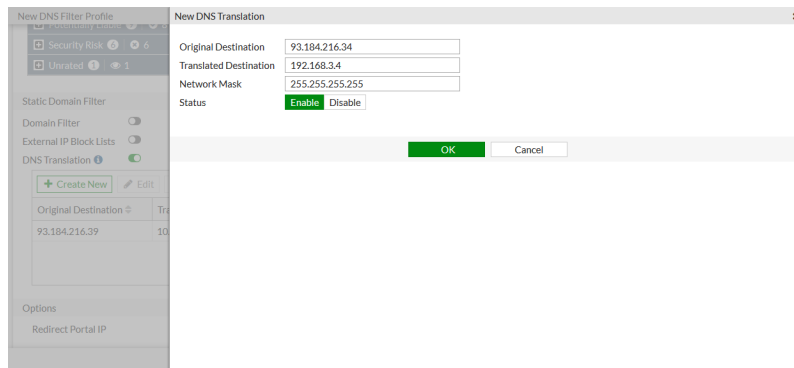 New DNS Filter Profile
Security Risk 6 6
Unrated 1 1
Static Domain Filter
Domain Filter
External IP Block Lists
DNS Translation
Create New Edit
Original Destination
93.184.216.39 10.
Options
Redirect Portal IP
New DNS Translation
Original Destination 93.184.216.34
Translated Destination 192.168.3.4
Network Mask 255.255.255.255
Status Enable Disable
OK Cancel